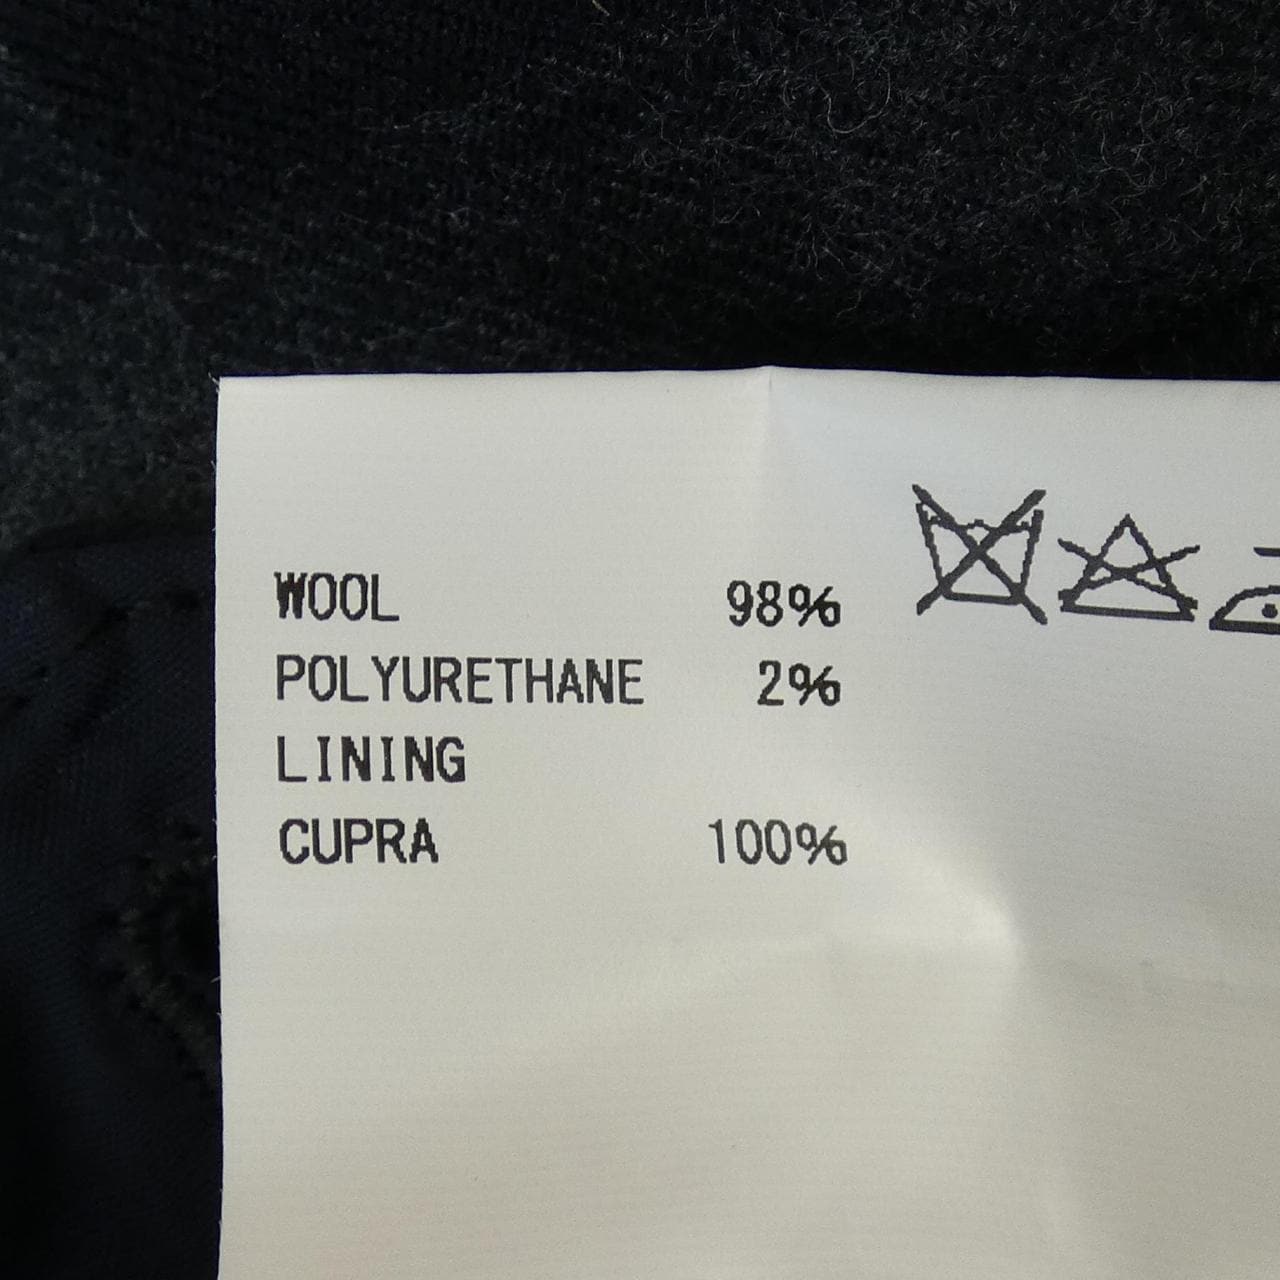 WOOL 98%
POLYURETHANE 2%
LINING
CUPRA 100%